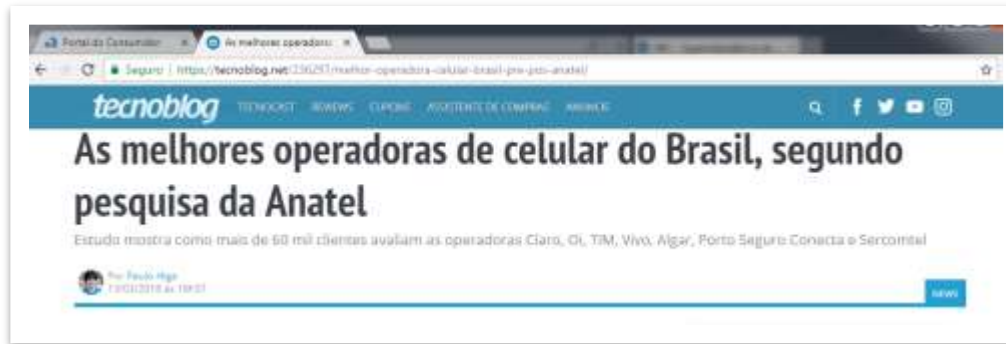 Portal do Consumidor
As melhores operadoras
Seguro | https://tecnoblog.net/236297/melhor-operadora-celular-brasil-pre-pos-anatel/
tecnoblog TECNOCAST REVIEWS CUPONS ASSISTENTE DE COMPRAS
As melhores operadoras de celular do Brasil, segundo
pesquisa da Anatel
Estudo mostra como mais de 60 mil clientes avaliam as operadoras Claro, Oi, TIM, Vivo, Algar, Porto Seguro Conecta e Sercomtel
Por Paulo Higa
NEWS